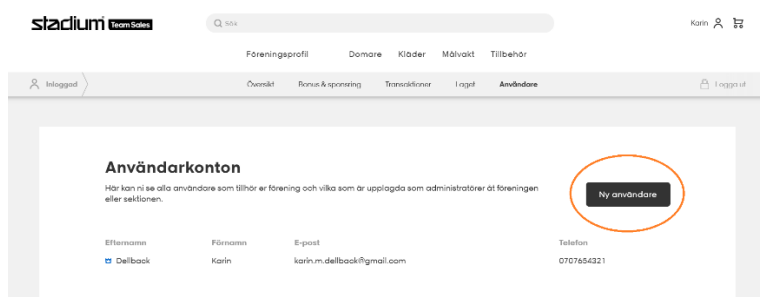 stadium Team Sales
Sök
Karin
Föreningsprofil Domare Kläder Målvakt Tillbehör
Inloggad
Översikt Bonus & sponsring Transaktioner Laget Användare
Logga ut
Användarkonton
Här kan ni se alla användare som tillhör er förening och vilka som är upplagda som administratörer åt föreningen
eller sektionen.
Ny användare
Efternamn Förnamn E-post Telefon
Dellback Karin karin.m.dellback@gmail.com 0707654321